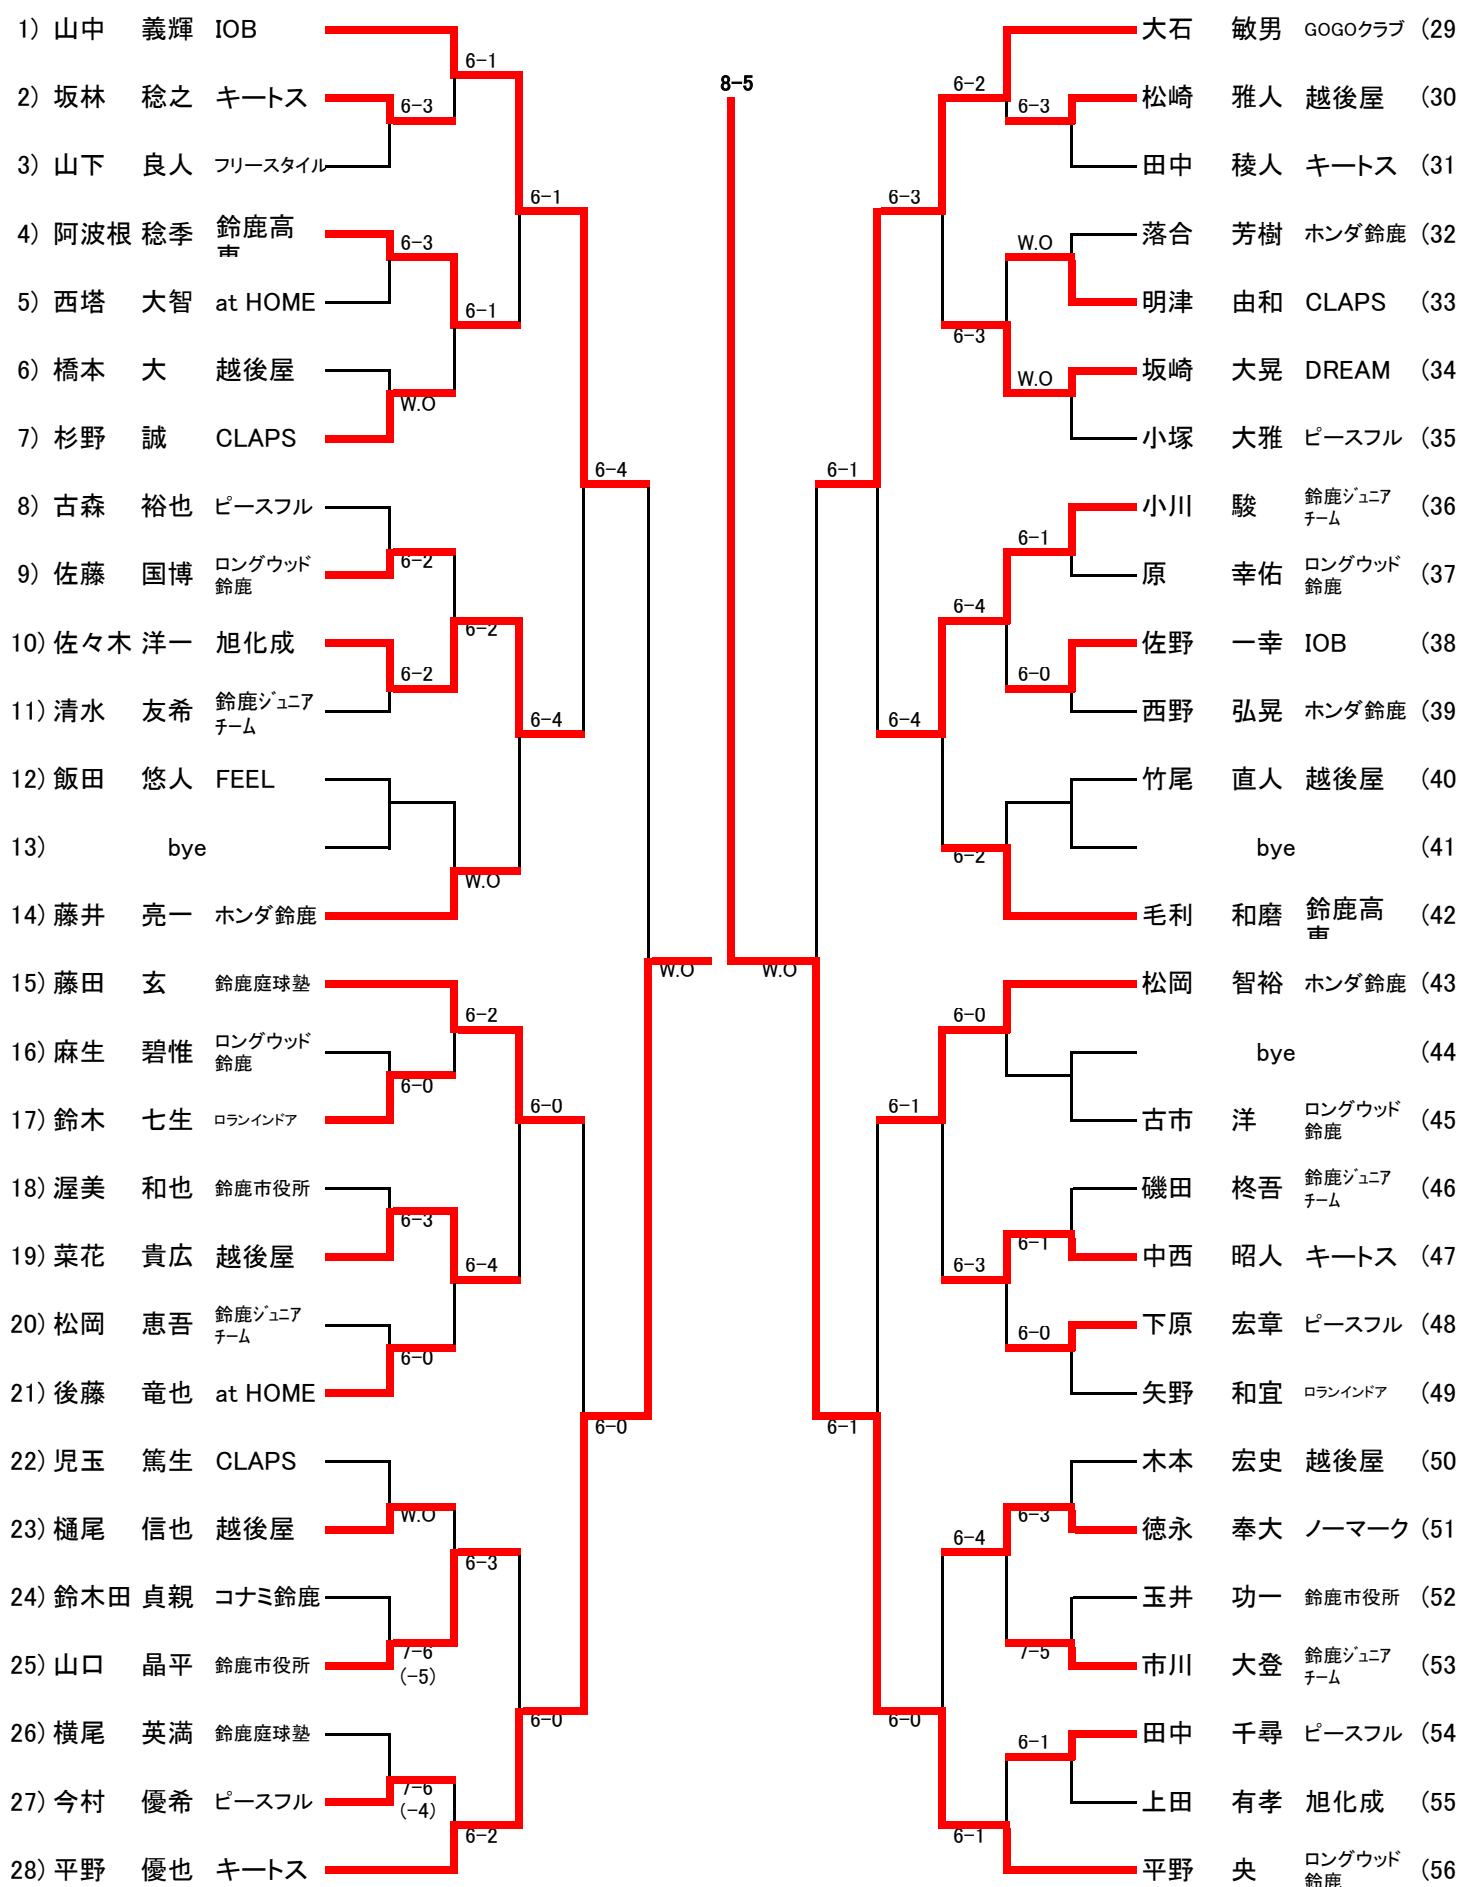 1) 山中 義輝 IOB
6-1
2) 坂林 稔之 キートス
6-3
3) 山下 良人 フリースタイル
6-1
4) 阿波根 稔季 鈴鹿高
専
6-3
5) 西塔 大智 at HOME
6-1
6) 橋本 大 越後屋
W.O
7) 杉野 誠 CLAPS
6-4
8) 古森 裕也 ピースフル
6-2
9) 佐藤 国博 ロングウッド
鈴鹿
6-2
10) 佐々木 洋一 旭化成
6-2
11) 清水 友希 鈴鹿ジュニア
チーム
6-4
12) 飯田 悠人 FEEL
13) bye
W.O
14) 藤井 亮一 ホンダ鈴鹿
W.O
15) 藤田 玄 鈴鹿庭球塾
6-2
16) 麻生 碧惟 ロングウッド
鈴鹿
6-0
17) 鈴木 七生 ロランインドア
6-0
18) 渥美 和也 鈴鹿市役所
6-3
19) 菜花 貴広 越後屋
6-4
20) 松岡 恵吾 鈴鹿ジュニア
チーム
6-0
21) 後藤 竜也 at HOME
6-0
22) 児玉 篤生 CLAPS
W.O
23) 樋尾 信也 越後屋
6-3
24) 鈴木田 貞親 コナミ鈴鹿
7-6
(-5)
25) 山口 晶平 鈴鹿市役所
6-0
26) 横尾 英満 鈴鹿庭球塾
7-6
(-4)
27) 今村 優希 ピースフル
6-2
28) 平野 優也 キートス
8-5
大石 敏男 GOGOクラブ (29
6-2
松崎 雅人 越後屋 (30
6-3
田中 稜人 キートス (31
6-3
落合 芳樹 ホンダ鈴鹿 (32
W.O
明津 由和 CLAPS (33
6-3
坂崎 大晃 DREAM (34
W.O
小塚 大雅 ピースフル (35
6-1
小川 駿 鈴鹿ジュニア
チーム (36
6-1
原 幸佑 ロングウッド
鈴鹿 (37
6-4
佐野 一幸 IOB (38
6-0
西野 弘晃 ホンダ鈴鹿 (39
6-4
竹尾 直人 越後屋 (40
bye (41
6-2
毛利 和磨 鈴鹿高
専 (42
W.O
松岡 智裕 ホンダ鈴鹿 (43
6-0
bye (44
古市 洋 ロングウッド
鈴鹿 (45
6-1
磯田 柊吾 鈴鹿ジュニア
チーム (46
6-1
中西 昭人 キートス (47
6-3
下原 宏章 ピースフル (48
6-0
矢野 和宜 ロランインドア (49
6-1
木本 宏史 越後屋 (50
6-3
徳永 奉大 ノーマーク (51
6-4
玉井 功一 鈴鹿市役所 (52
7-5
市川 大登 鈴鹿ジュニア
チーム (53
6-0
田中 千尋 ピースフル (54
6-1
上田 有孝 旭化成 (55
6-1
平野 央 ロングウッド
鈴鹿 (56